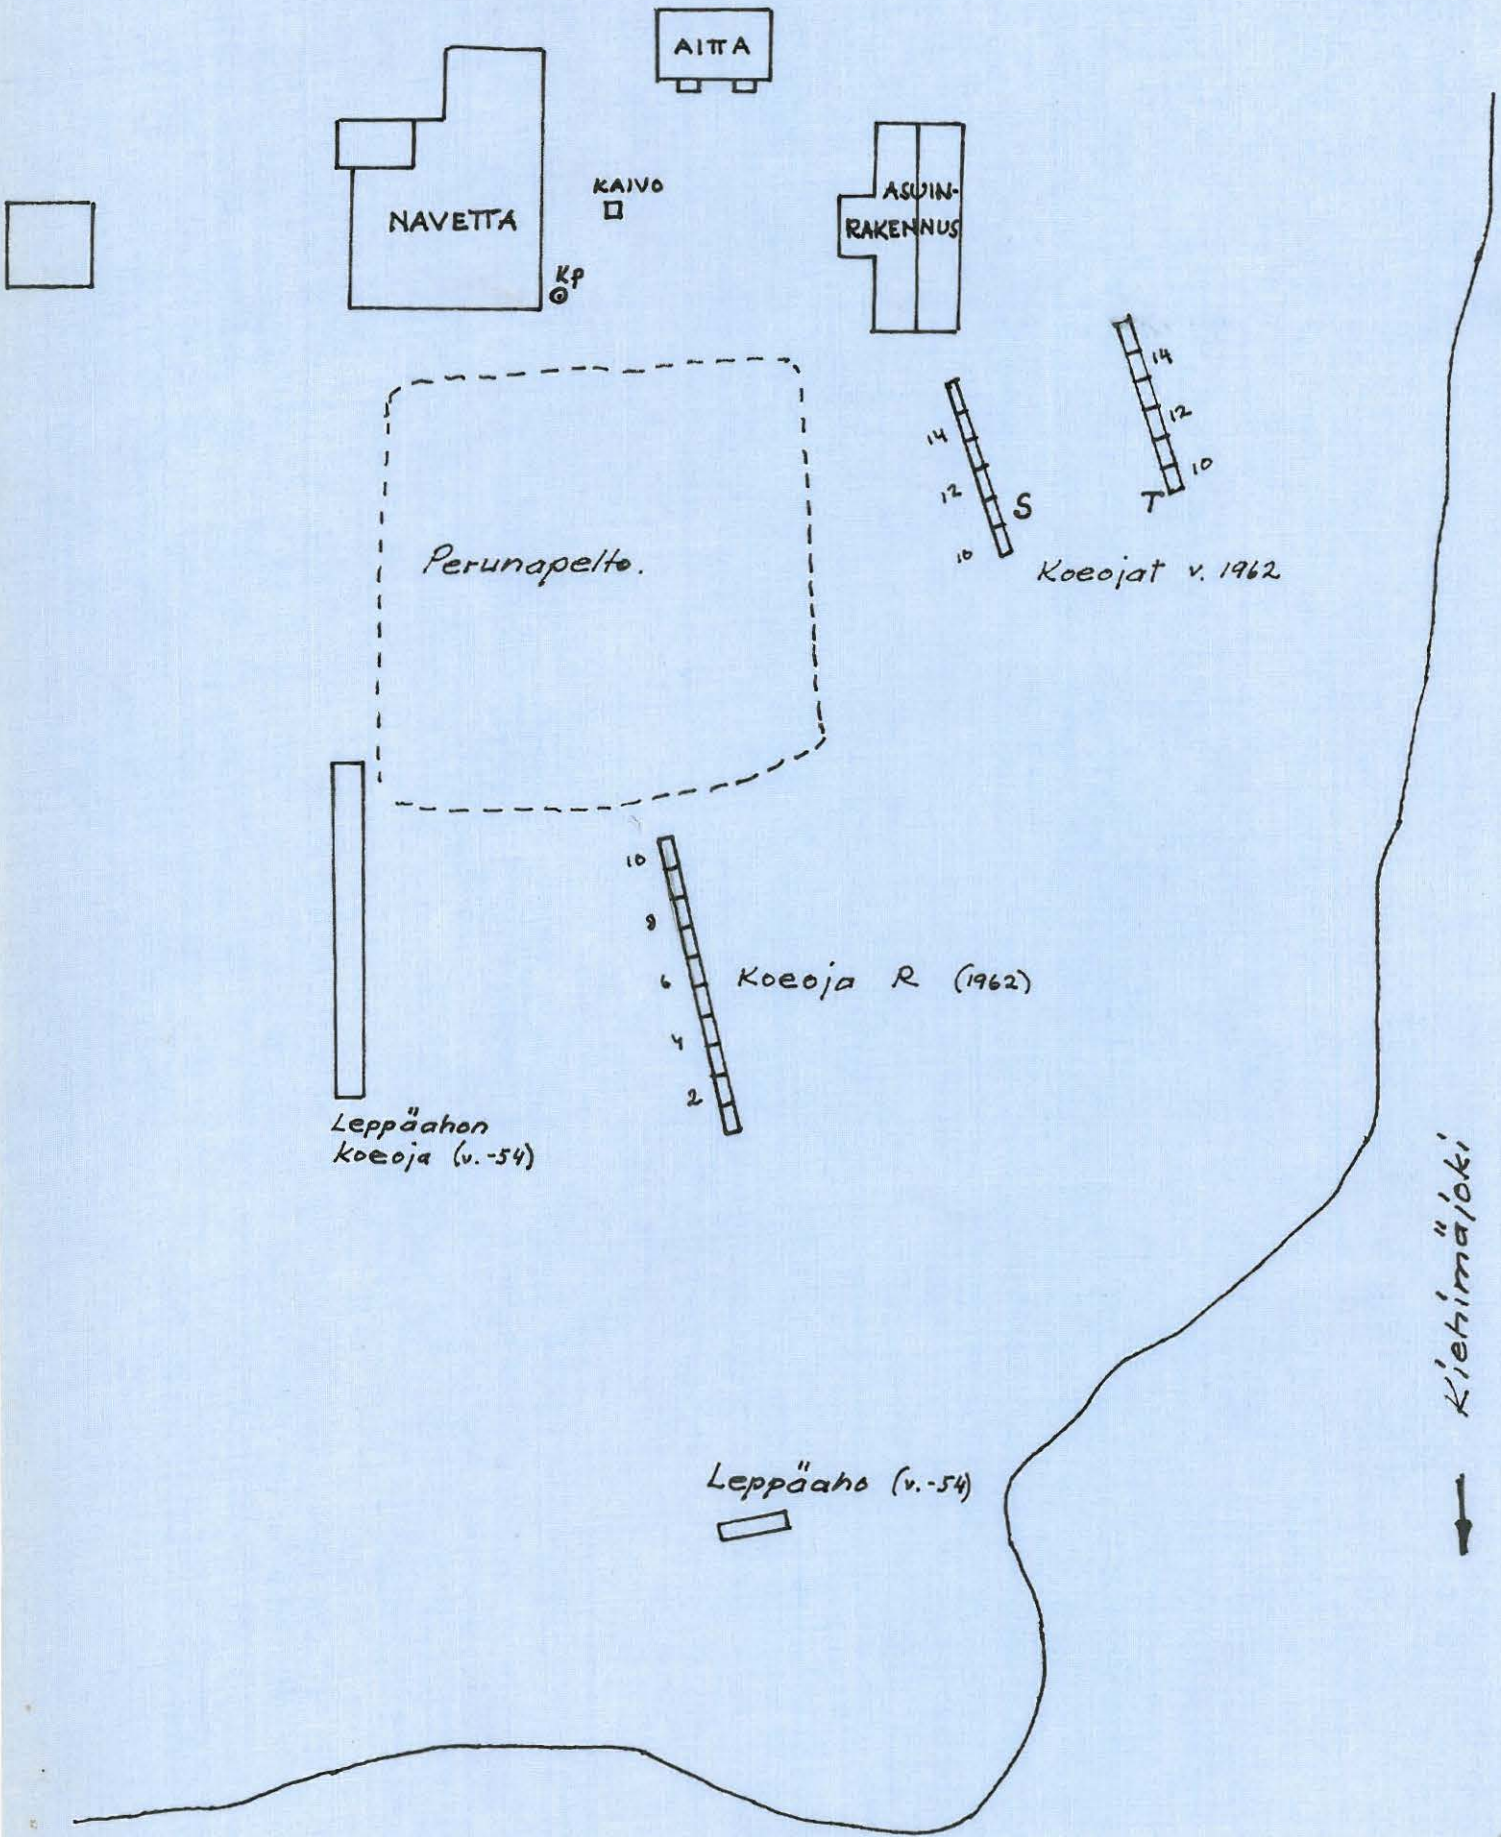 AITTA
KAIVO
NAVETTA
KP
ASUIN-
RAKENNUS
14
12
10
T
14
12
10
S
Koeojat v. 1962
Perunapelto.
10
8
6
4
2
Koeoja R (1962)
Leppäahon
Koeoja (v.-54)
Kiehimäjoki
Leppäaho (v.-54)